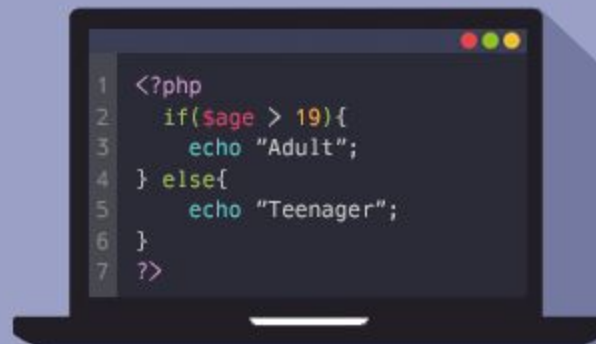 1 <?php
2 if($age > 19){
3 echo "Adult";
4 } else{
5 echo "Teenager";
6 }
7 ?>